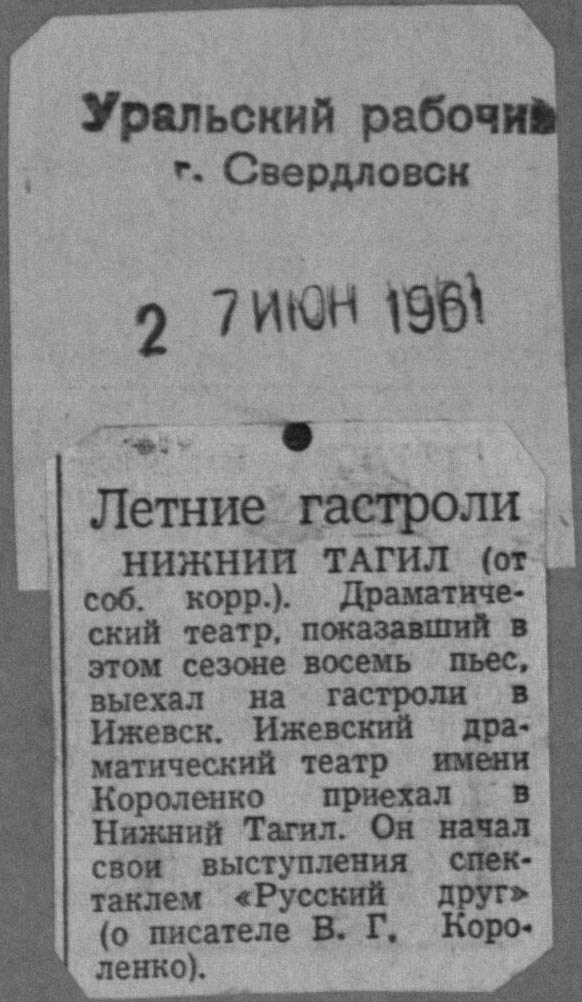 Уральский рабочий
г. Свердловск
2 7 ИЮН 1961
Летние гастроли
НИЖНИЙ ТАГИЛ (от
соб. корр.). Драматиче-
ский театр, показавший в
этом сезоне восемь пьес,
выехал на гастроли в
Ижевск. Ижевский дра-
матический театр имени
Короленко приехал в
Нижний Тагил. Он начал
свои выступления спек-
таклем «Русский друг»
(о писателе В. Г. Коро-
ленко).